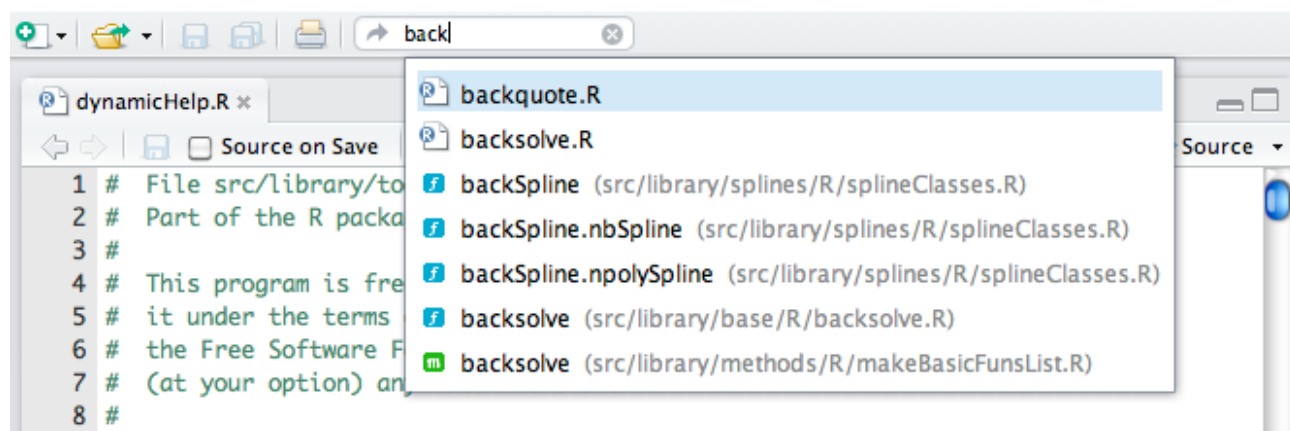 back
dynamicHelp.R
Source on Save
Source
backquote.R
backsolve.R
backSpline (src/library/splines/R/splineClasses.R)
backSpline.nbSpline (src/library/splines/R/splineClasses.R)
backSpline.npolySpline (src/library/splines/R/splineClasses.R)
backsolve (src/library/base/R/backsolve.R)
backsolve (src/library/methods/R/makeBasicFunsList.R)
1 # File src/library/to
2 # Part of the R packa
3 #
4 # This program is fre
5 # it under the terms
6 # the Free Software F
7 # (at your option) any
8 #